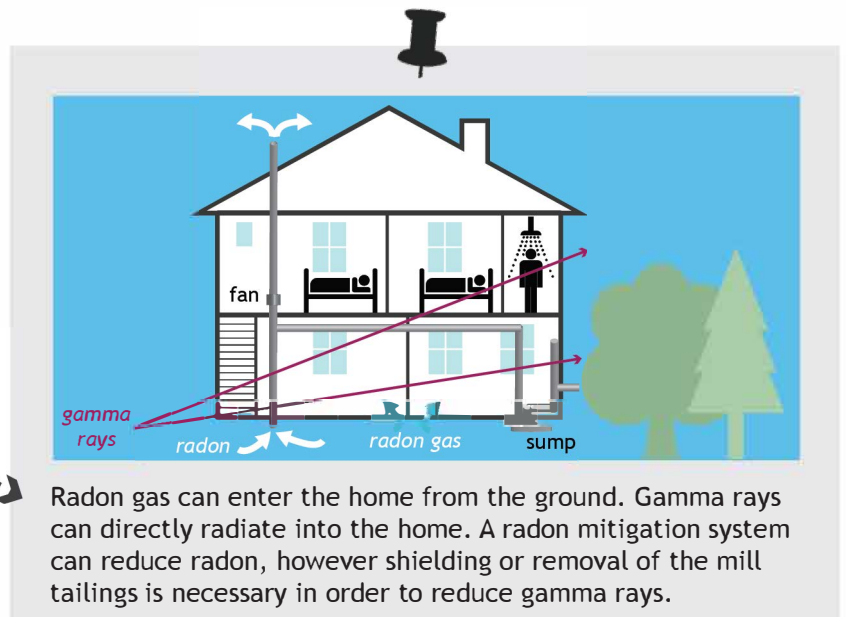 fan
gamma
rays
radon
radon gas
sump
Radon gas can enter the home from the ground. Gamma rays
can directly radiate into the home. A radon mitigation system
can reduce radon, however shielding or removal of the mill
tailings is necessary in order to reduce gamma rays.